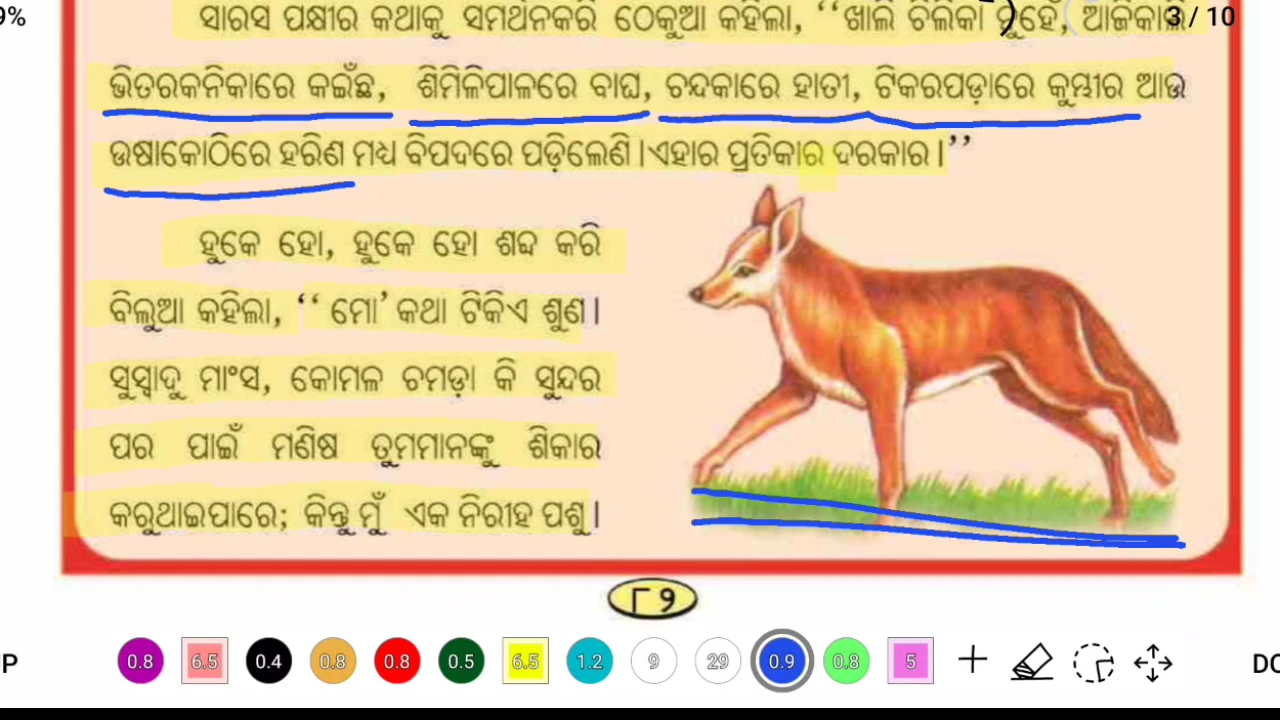 9%
3 / 10
ସାରସ ପକ୍ଷୀର କଥାକୁ ସମର୍ଥନକରି ଠେକୁଆ କହିଲା, ‘‘ଖାଲି ଚିଲିକା ନୁହେଁ, ଆଜିକାଲି
ଭିତରକନିକାରେ କଇଁଛ, ଶିମିଳିପାଳରେ ବାଘ, ଚନ୍ଦକାରେ ହାତୀ, ଟିକରପଡ଼ାରେ କୁମ୍ଭୀର ଆଉ
ଉଷାକୋଠିରେ ହରିଣ ମଧ୍ୟ ବିପଦରେ ପଡ଼ିଲେଣି ।ଏହାର ପ୍ରତିକାର ଦରକାର ।’’
ହୁକେ ହୋ, ହୁକେ ହୋ ଶବ୍ଦ କରି
ବିଲୁଆ କହିଲା, ‘‘ ମୋ’ କଥା ଟିକିଏ ଶୁଣ ।
ସୁସ୍ୱାଦୁ ମାଂସ, କୋମଳ ଚମଡ଼ା କି ସୁନ୍ଦର
ପର ପାଇଁ ମଣିଷ ତୁମମାନଙ୍କୁ ଶିକାର
କରୁଥାଇପାରେ; କିନ୍ତୁ ମୁଁ ଏକ ନିରୀହ ପଶୁ ।
୮୨
0.8 6.5 0.4 0.8 0.8 0.5 6.5 1.2 9 29 0.9 0.8 5